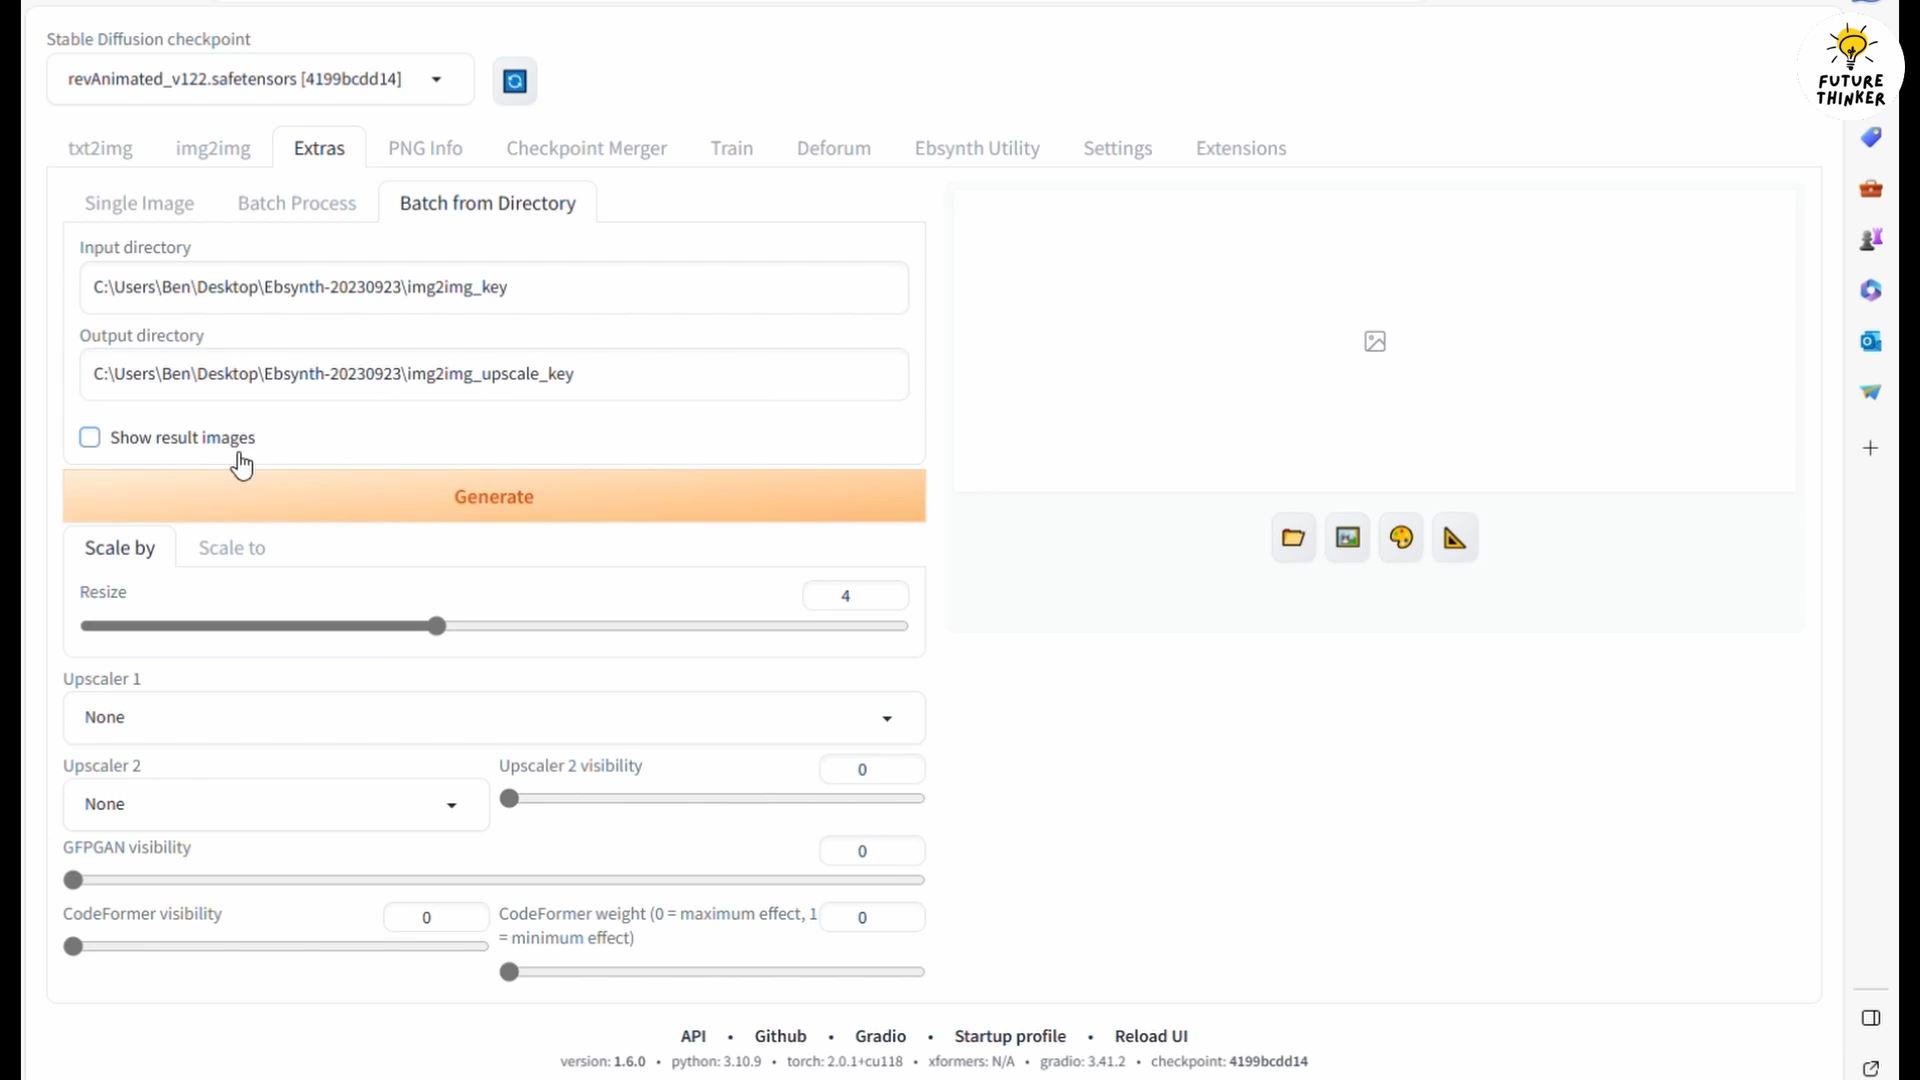 Stable Diffusion checkpoint
revAnimated_v122.safetensors [4199bcdd14]
FUTURE
THINKER
txt2img img2img Extras PNG Info Checkpoint Merger Train Deforum Ebsynth Utility Settings Extensions
Single Image Batch Process Batch from Directory
Input directory
C:\Users\Ben\Desktop\Ebsynth-20230923\img2img_key
Output directory
C:\Users\Ben\Desktop\Ebsynth-20230923\img2img_upscale_key
Show result images
Generate
Scale by Scale to
Resize 4
Upscaler 1
None
Upscaler 2 Upscaler 2 visibility 0
None
GFPGAN visibility 0
CodeFormer visibility 0 CodeFormer weight (0 = maximum effect, 1 0
= minimum effect)
API • Github • Gradio • Startup profile • Reload UI
version: 1.6.0 • python: 3.10.9 • torch: 2.0.1+cu118 • xformers: N/A • gradio: 3.41.2 • checkpoint: 4199bcdd14